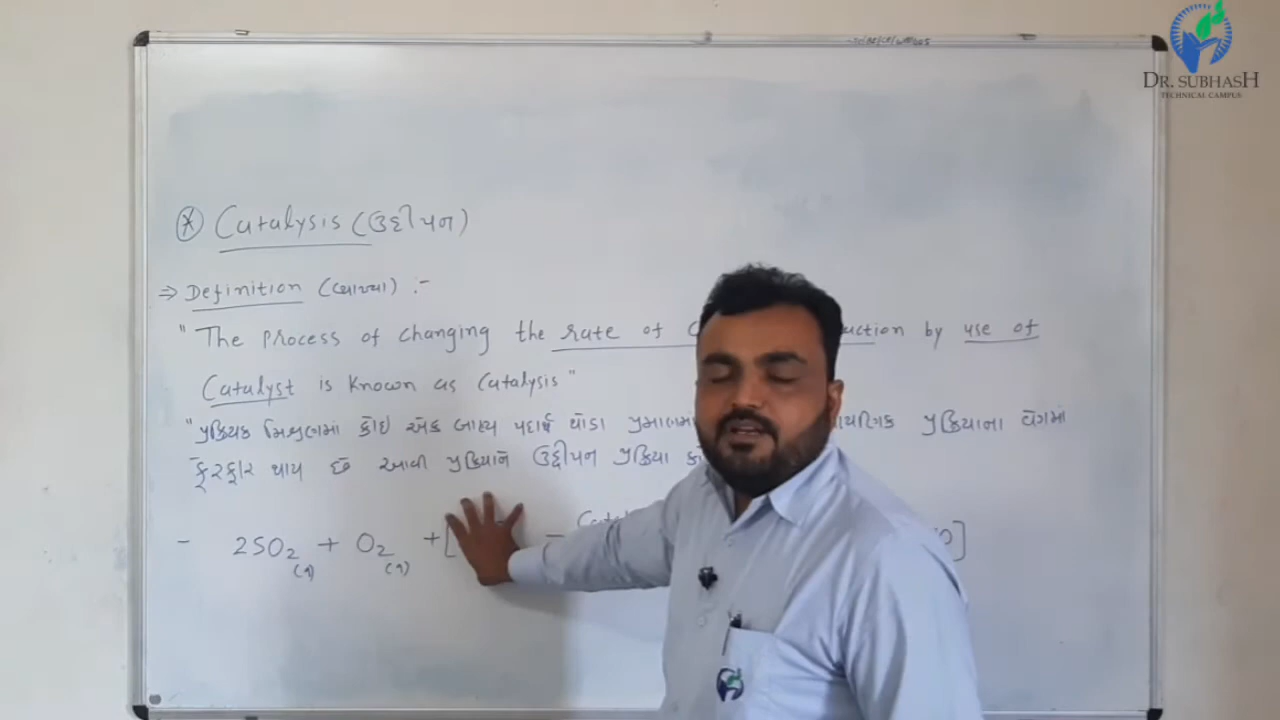 DR. SUBHASH
TECHNICAL CAMPUS
Catalysis (ઉદ્દીપન)
⇒ Definition (વ્યાખ્યા) :-
" The process of changing the rate of uction by use of
Catalyst is known as Catalysis "
" પ્રક્રિયક મિશ્રણમાં કોઇ એક બાહ્ય પદાર્થ થોડા પ્રમાણમાં પ્રક્રિયાના વેગમાં
ફેરફાર થાય છે આવી પ્રક્રિયાને ઉદ્દીપન પ્રક્રિયા
- 2SO₂(g) + O₂(g) + [ ]